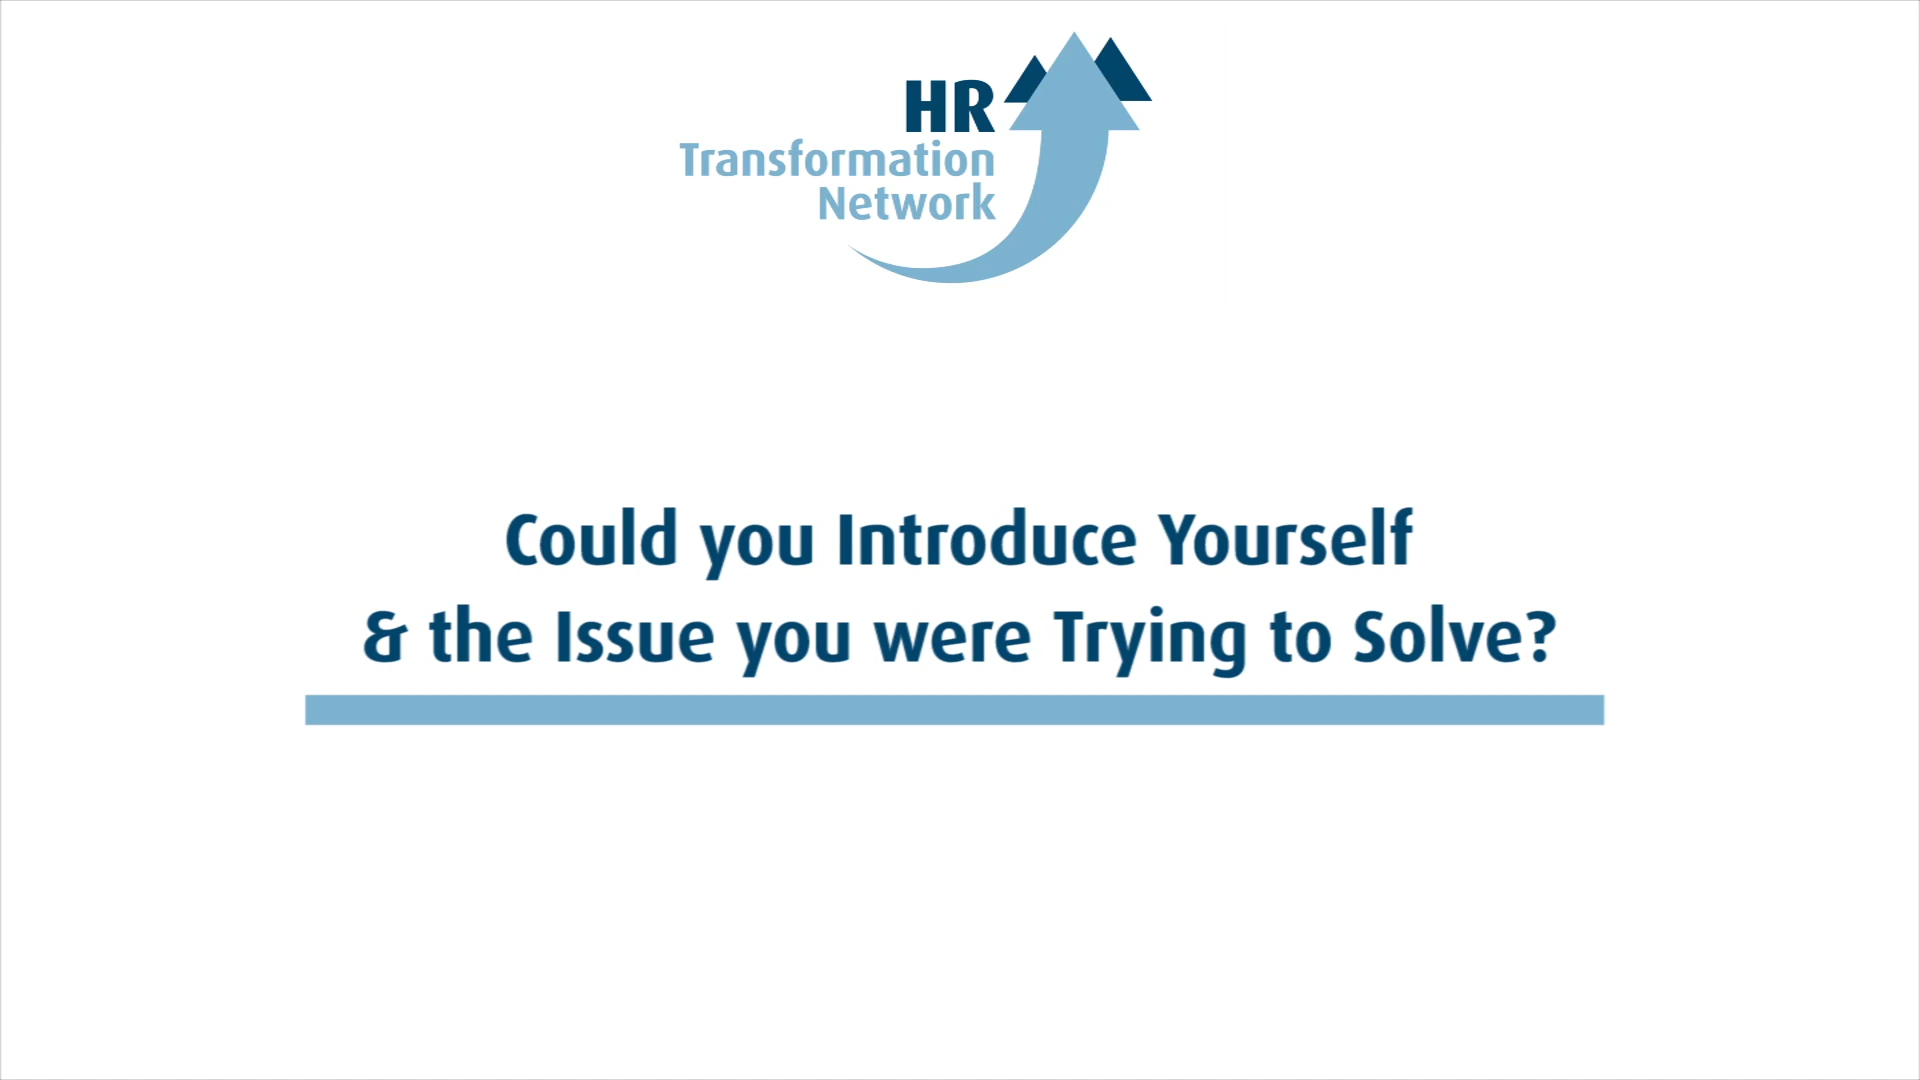 HR
Transformation
Network
Could you Introduce Yourself
& the Issue you were Trying to Solve?